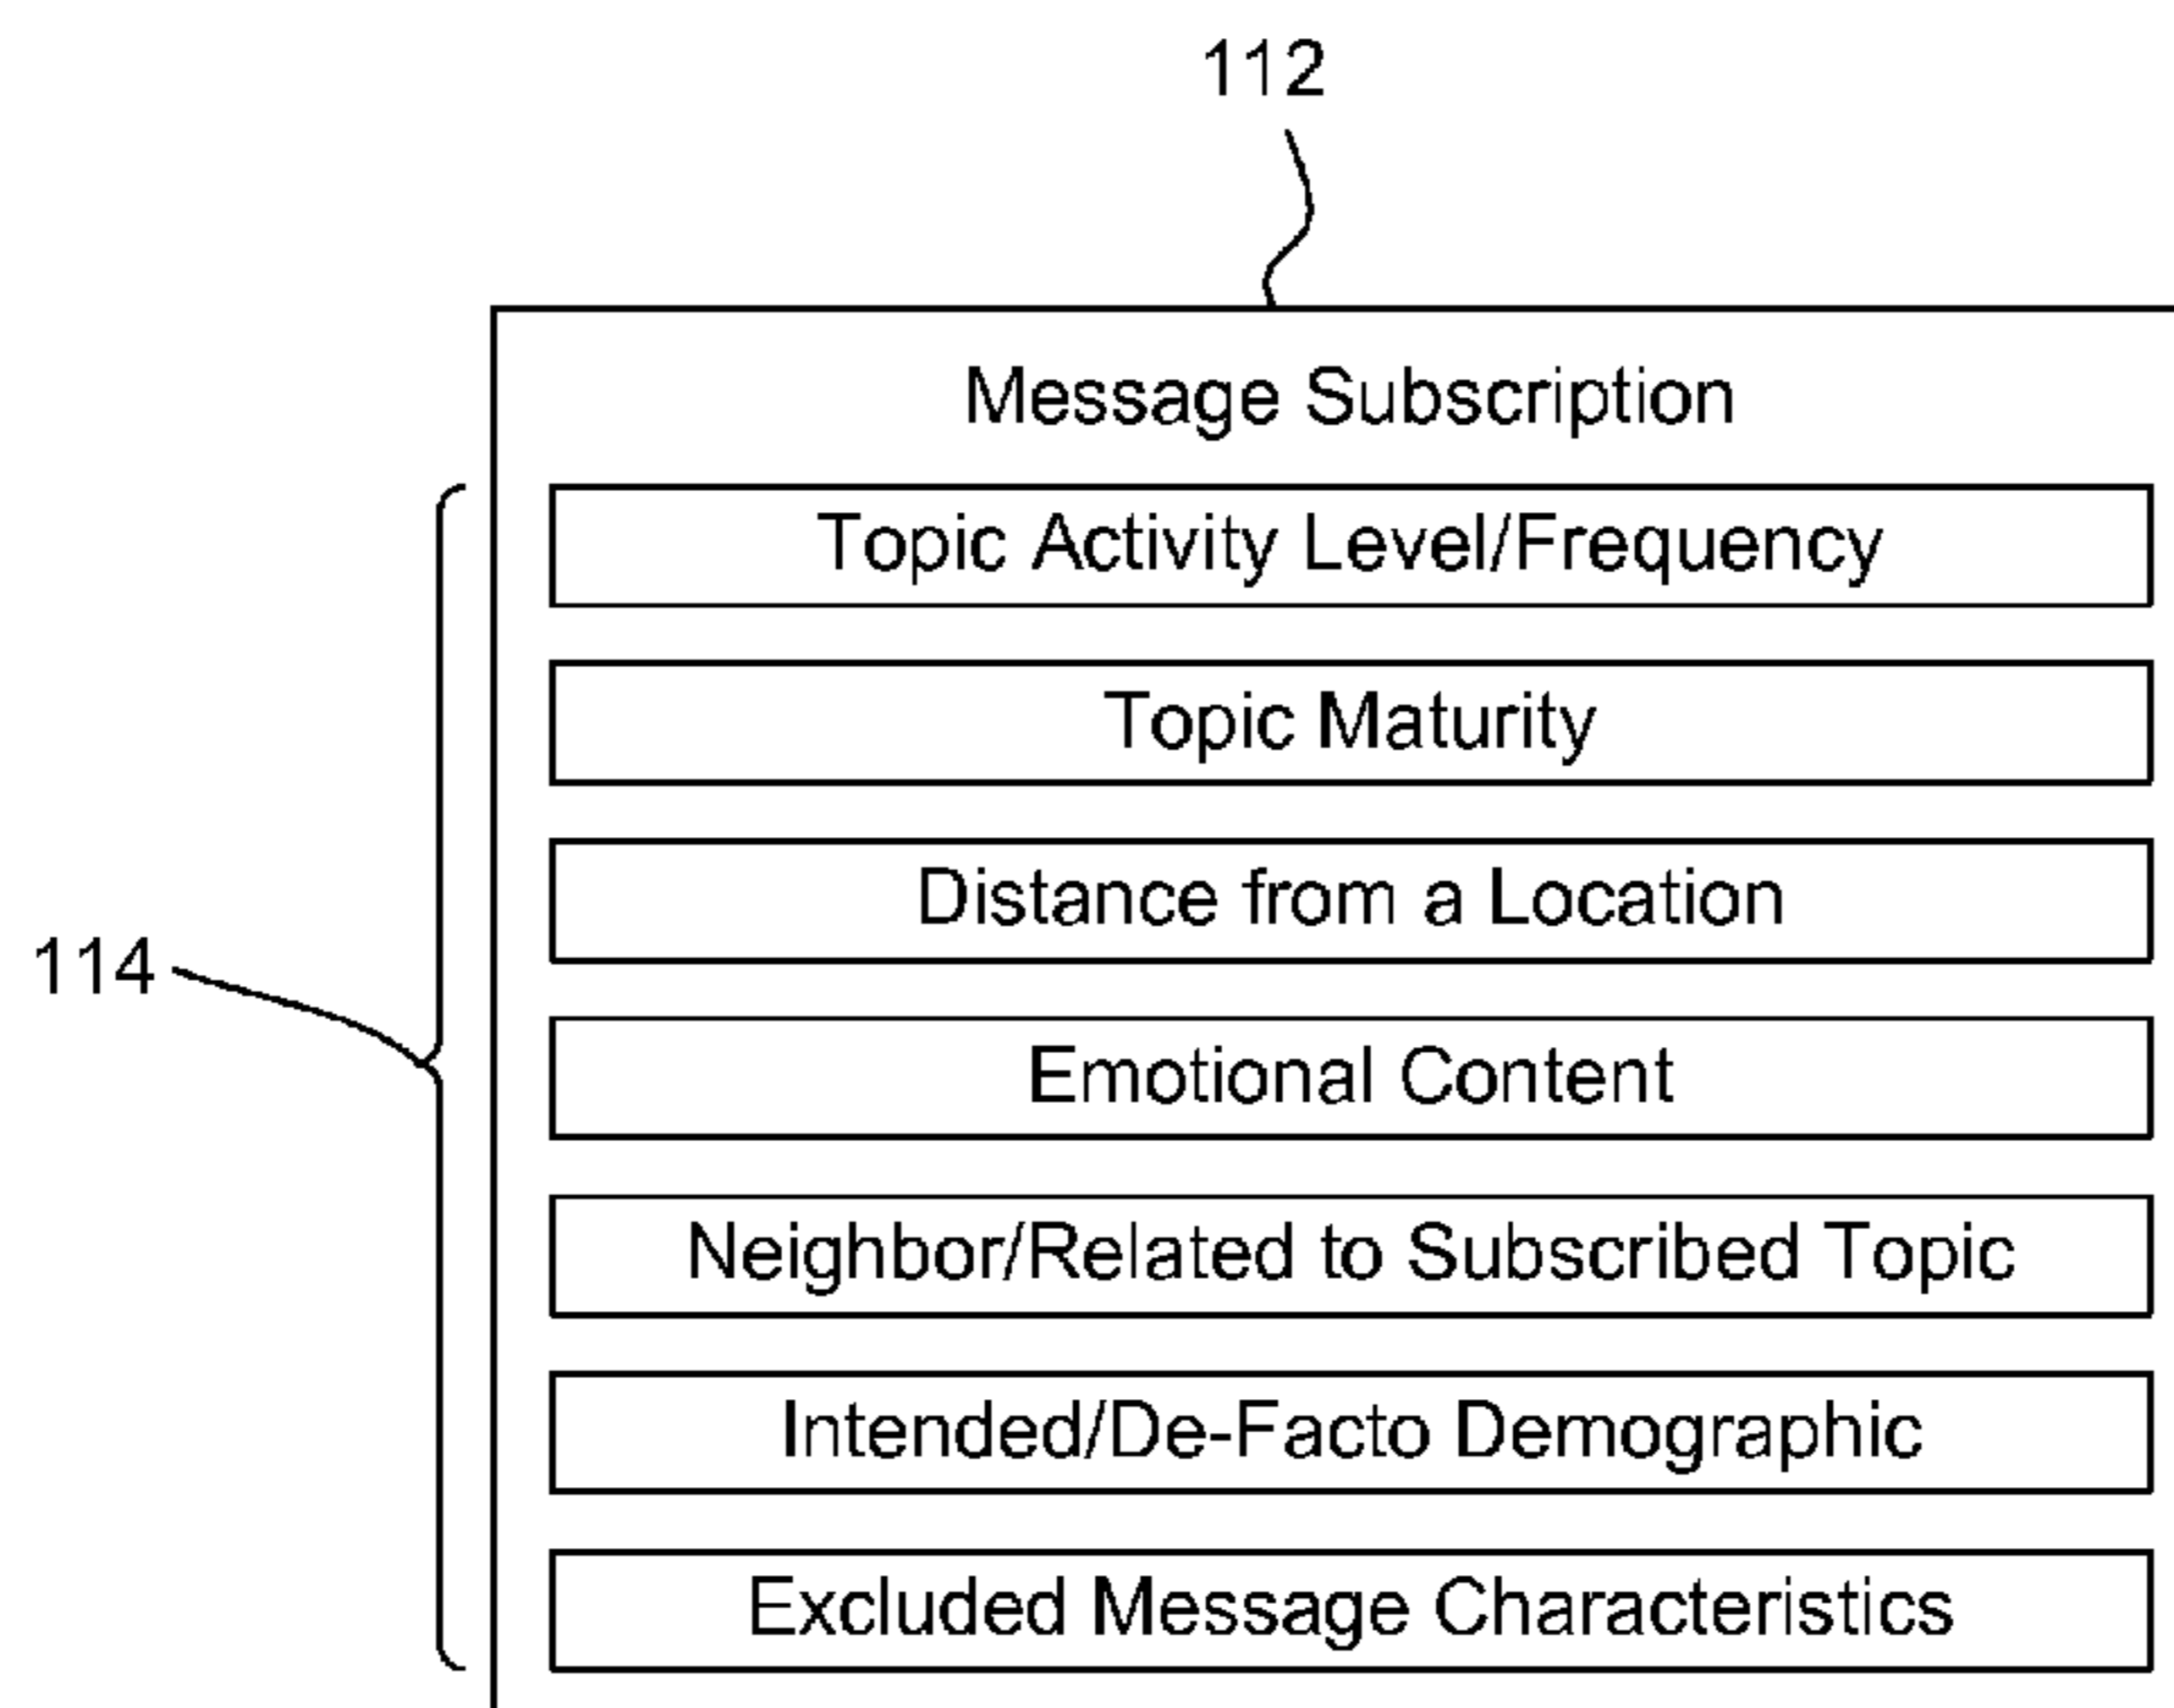 112
Message Subscription
Topic Activity Level/Frequency
Topic Maturity
Distance from a Location
114
Emotional Content
Neighbor/Related to Subscribed Topic
Intended/De-Facto Demographic
Excluded Message Characteristics